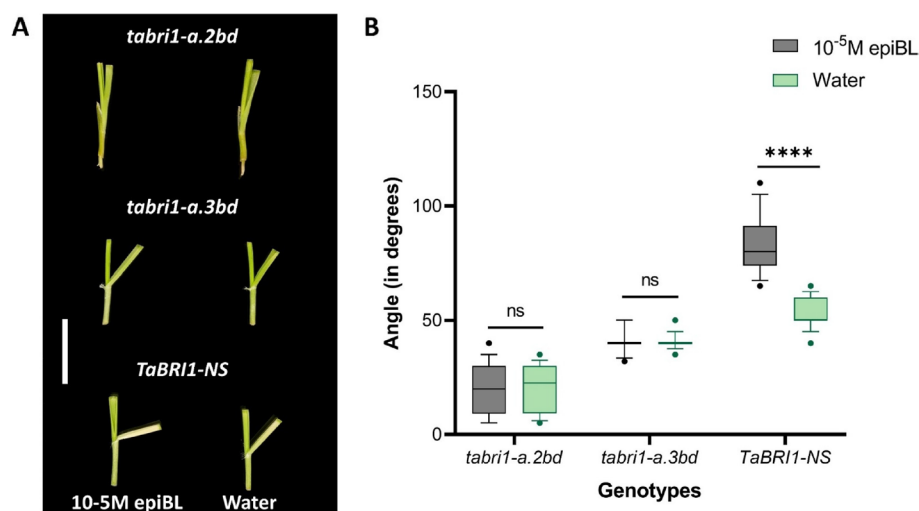 A
tabri1-a.2bd
tabri1-a.3bd
TaBRI1-NS
10-5M epiBL Water
B
10⁻⁵M epiBL
Water
150
100
50
0
Angle (in degrees)
ns
ns
****
tabri1-a.2bd tabri1-a.3bd TaBRI1-NS
Genotypes